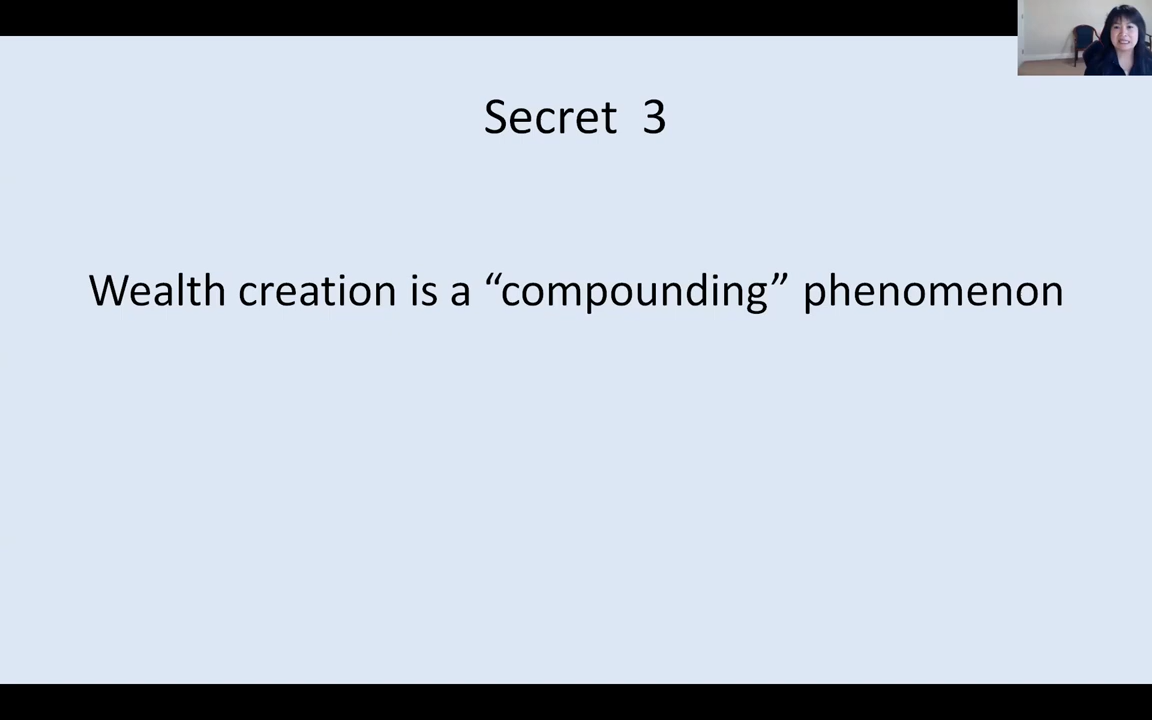 Secret 3
Wealth creation is a “compounding” phenomenon